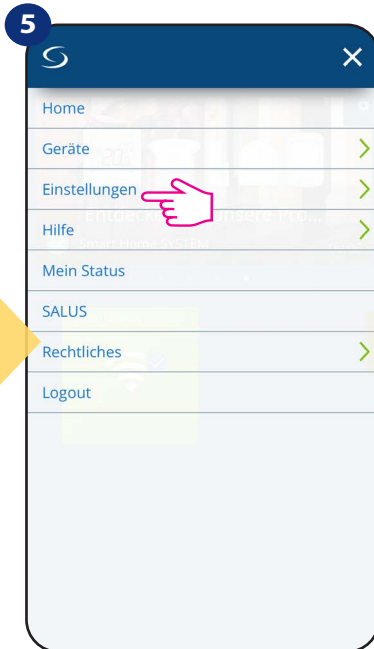 5
Home
Geräte
Einstellungen
Hilfe
Mein Status
SALUS
Rechtliches
Logout